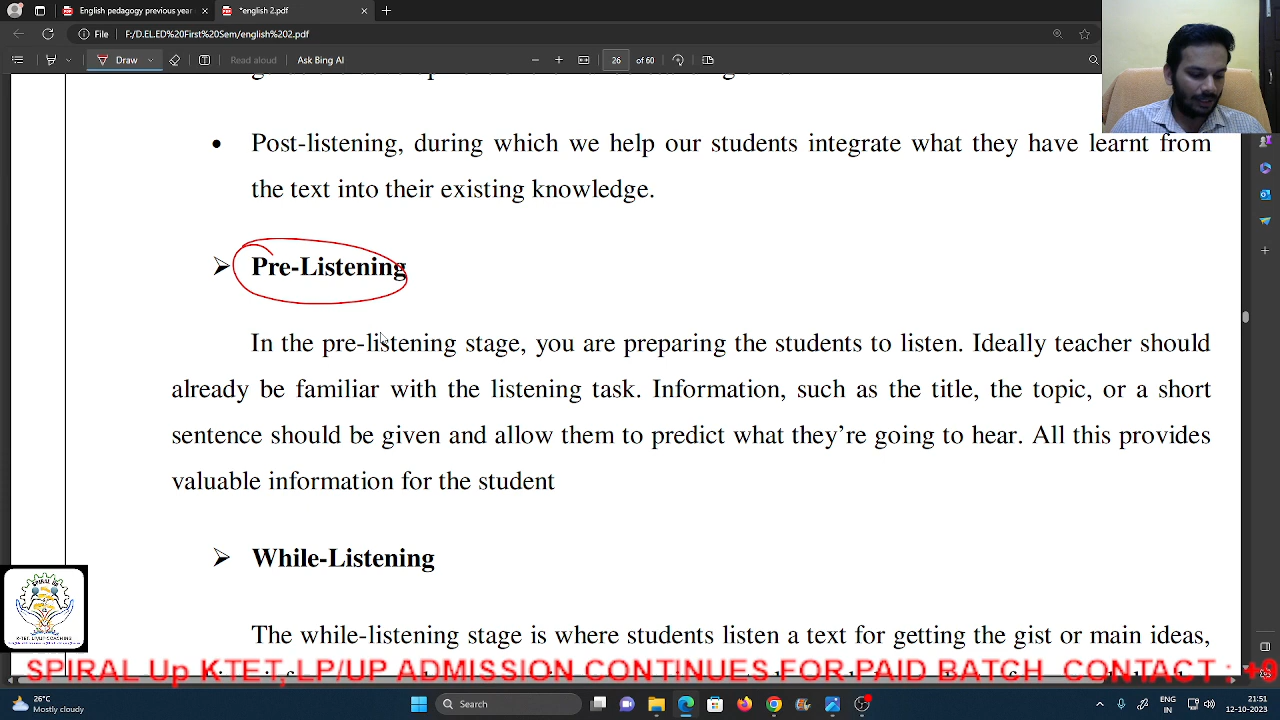 English pedagogy previous year
*english 2.pdf
File
F:/D.EL.ED%20First%20Sem/english%202.pdf
Draw
Read aloud
Ask Bing AI
26 of 60
• Post-listening, during which we help our students integrate what they have learnt from
the text into their existing knowledge.
➢ Pre-Listening
In the pre-listening stage, you are preparing the students to listen. Ideally teacher should
already be familiar with the listening task. Information, such as the title, the topic, or a short
sentence should be given and allow them to predict what they're going to hear. All this provides
valuable information for the student
➢ While-Listening
The while-listening stage is where students listen a text for getting the gist or main ideas,
SPIRAL UP
K-TET, LP/UP COACHING
SPIRAL Up KTET,LP/UP ADMISSION CONTINUES FOR PAID BATCH CONTACT : +9
26°C
Mostly cloudy
Search
ENG
IN
21:51
12-10-2023